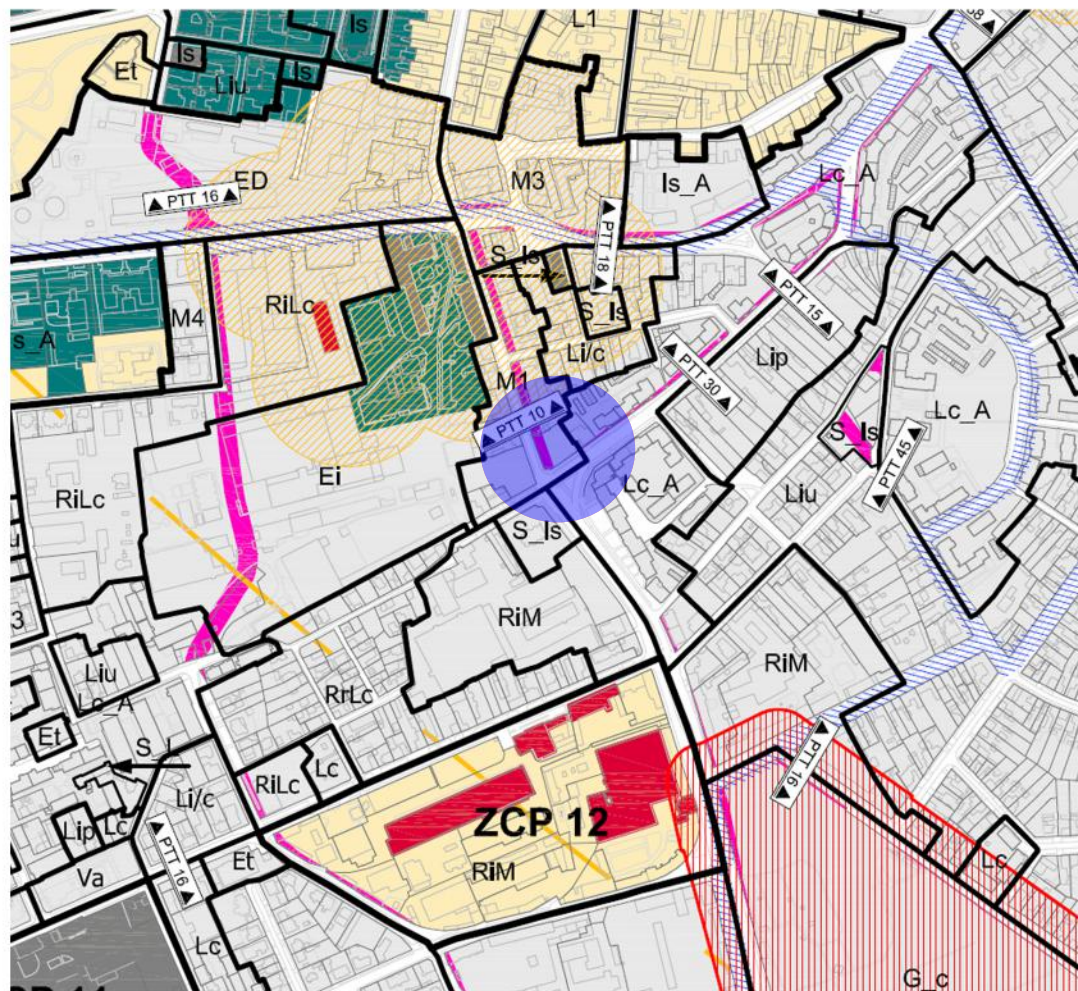 L1
Is
Is
Et
Liu
Is
ED
▲ PTT 16 ▲
M3
Is_A
Lc_A
S_Is
▲ PTT 18 ▲
M4
RiLc
S_Is
▲ PTT 15 ▲
s_A
Li/c
Lip
▲ PTT 30 ▲
M1
▲ PTT 10 ▲
Lc_A
S_Is
▲ PTT 45 ▲
RiLc
Ei
Lc_A
Liu
S_Is
3
RiM
Liu
RiM
Lc_A
RrLc
Et
S_L
RiLc
Lc
▲ PTT 16 ▲
Li/c
ZCP 12
Lip
Lc
▲ PTT 16 ▲
Et
RiM
Lc
Va
Lc
G_c